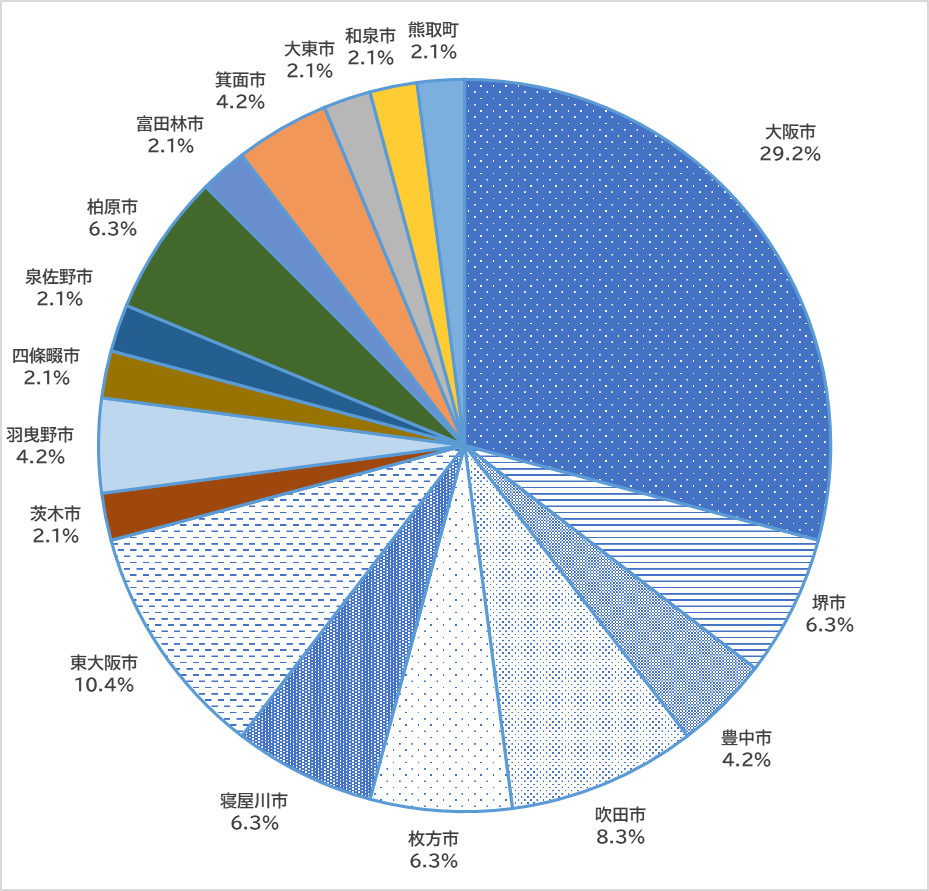 大阪市
29.2%
堺市
6.3%
豊中市
4.2%
吹田市
8.3%
枚方市
6.3%
寝屋川市
6.3%
東大阪市
10.4%
茨木市
2.1%
羽曳野市
4.2%
四條畷市
2.1%
泉佐野市
2.1%
柏原市
6.3%
富田林市
2.1%
箕面市
4.2%
大東市
2.1%
和泉市
2.1%
熊取町
2.1%